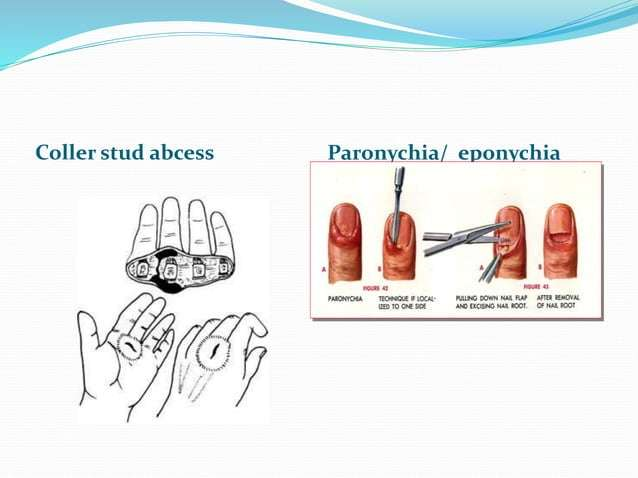 Coller stud abcess
Paronychia/ eponychia
A
B
A
B
FIGURE 42
FIGURE 43
PARONYCHIA
TECHNIQUE IF LOCAL-
IZED TO ONE SIDE
PULLING DOWN NAIL FLAP
AND EXCISING NAIL ROOT.
AFTER REMOVAL
OF NAIL ROOT